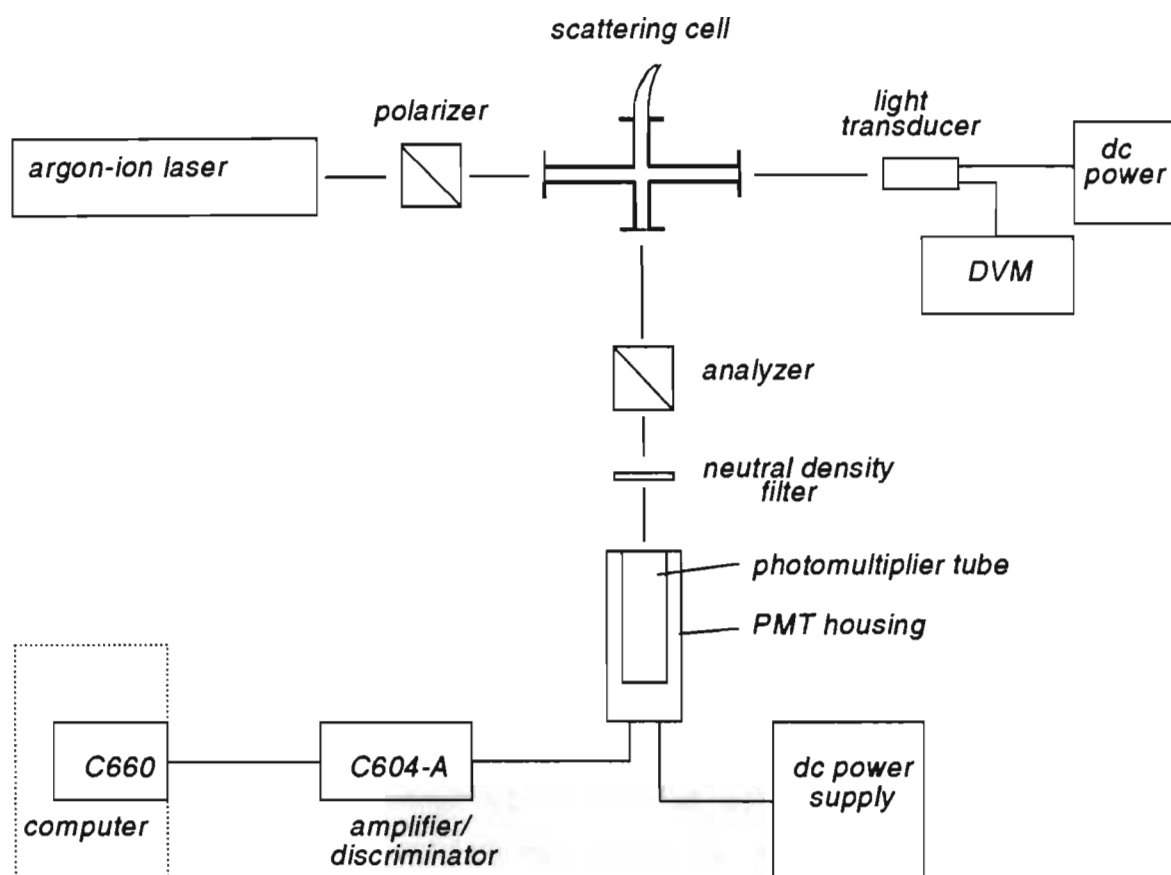 scattering cell
polarizer
light
transducer
argon-ion laser
dc
power
DVM
analyzer
neutral density
filter
photomultiplier tube
PMT housing
C660
C604-A
dc power
supply
computer
amplifier/
discriminator